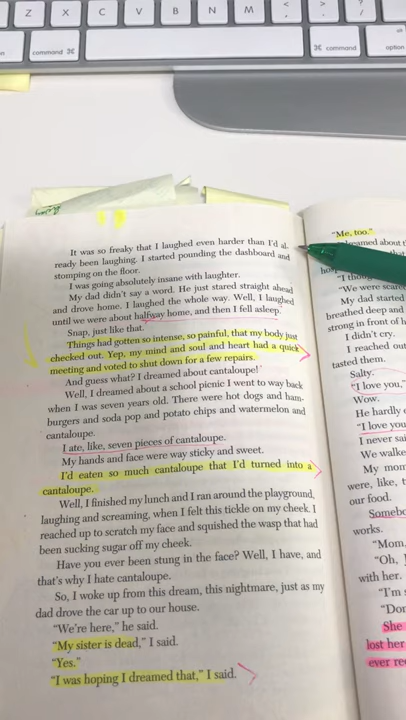 Z X C V B N M < , > . ? /
command ⌘
⌘ command
option
It was so freaky that I laughed even harder than I'd al-
ready been laughing. I started pounding the dashboard and
stomping on the floor.
I was going absolutely insane with laughter.
My dad didn't say a word. He just stared straight ahead
and drove home. I laughed the whole way. Well, I laughed
until we were about halfway home, and then I fell asleep.
Snap, just like that.
Things had gotten so intense, so painful, that my body just
checked out. Yep, my mind and soul and heart had a quick
meeting and voted to shut down for a few repairs.
And guess what? I dreamed about cantaloupe!
Well, I dreamed about a school picnic I went to way back
when I was seven years old. There were hot dogs and ham-
burgers and soda pop and potato chips and watermelon and
cantaloupe.
I ate, like, seven pieces of cantaloupe.
My hands and face were way sticky and sweet.
I'd eaten so much cantaloupe that I'd turned into a
cantaloupe.
Well, I finished my lunch and I ran around the playground,
laughing and screaming, when I felt this tickle on my cheek. I
reached up to scratch my face and squished the wasp that had
been sucking sugar off my cheek.
Have you ever been stung in the face? Well, I have, and
that's why I hate cantaloupe.
So, I woke up from this dream, this nightmare, just as my
dad drove the car up to our house.
"We're here," he said.
"My sister is dead," I said.
"Yes."
"I was hoping I dreamed that," I said.
"Me, too."
dreamed about t
"I thoug
"We were scare
My dad started
breathed deep and
strong in front of h
I didn't cry.
I reached out
tasted them.
Salty.
"I love you,"
Wow.
He hardly e
"I love you
I never sai
We walke
My mom
were, like, t
our food.
Somebo
works.
"Mom,
"Oh, J
with her.
"I'm s
"Don
She
lost her
ever re